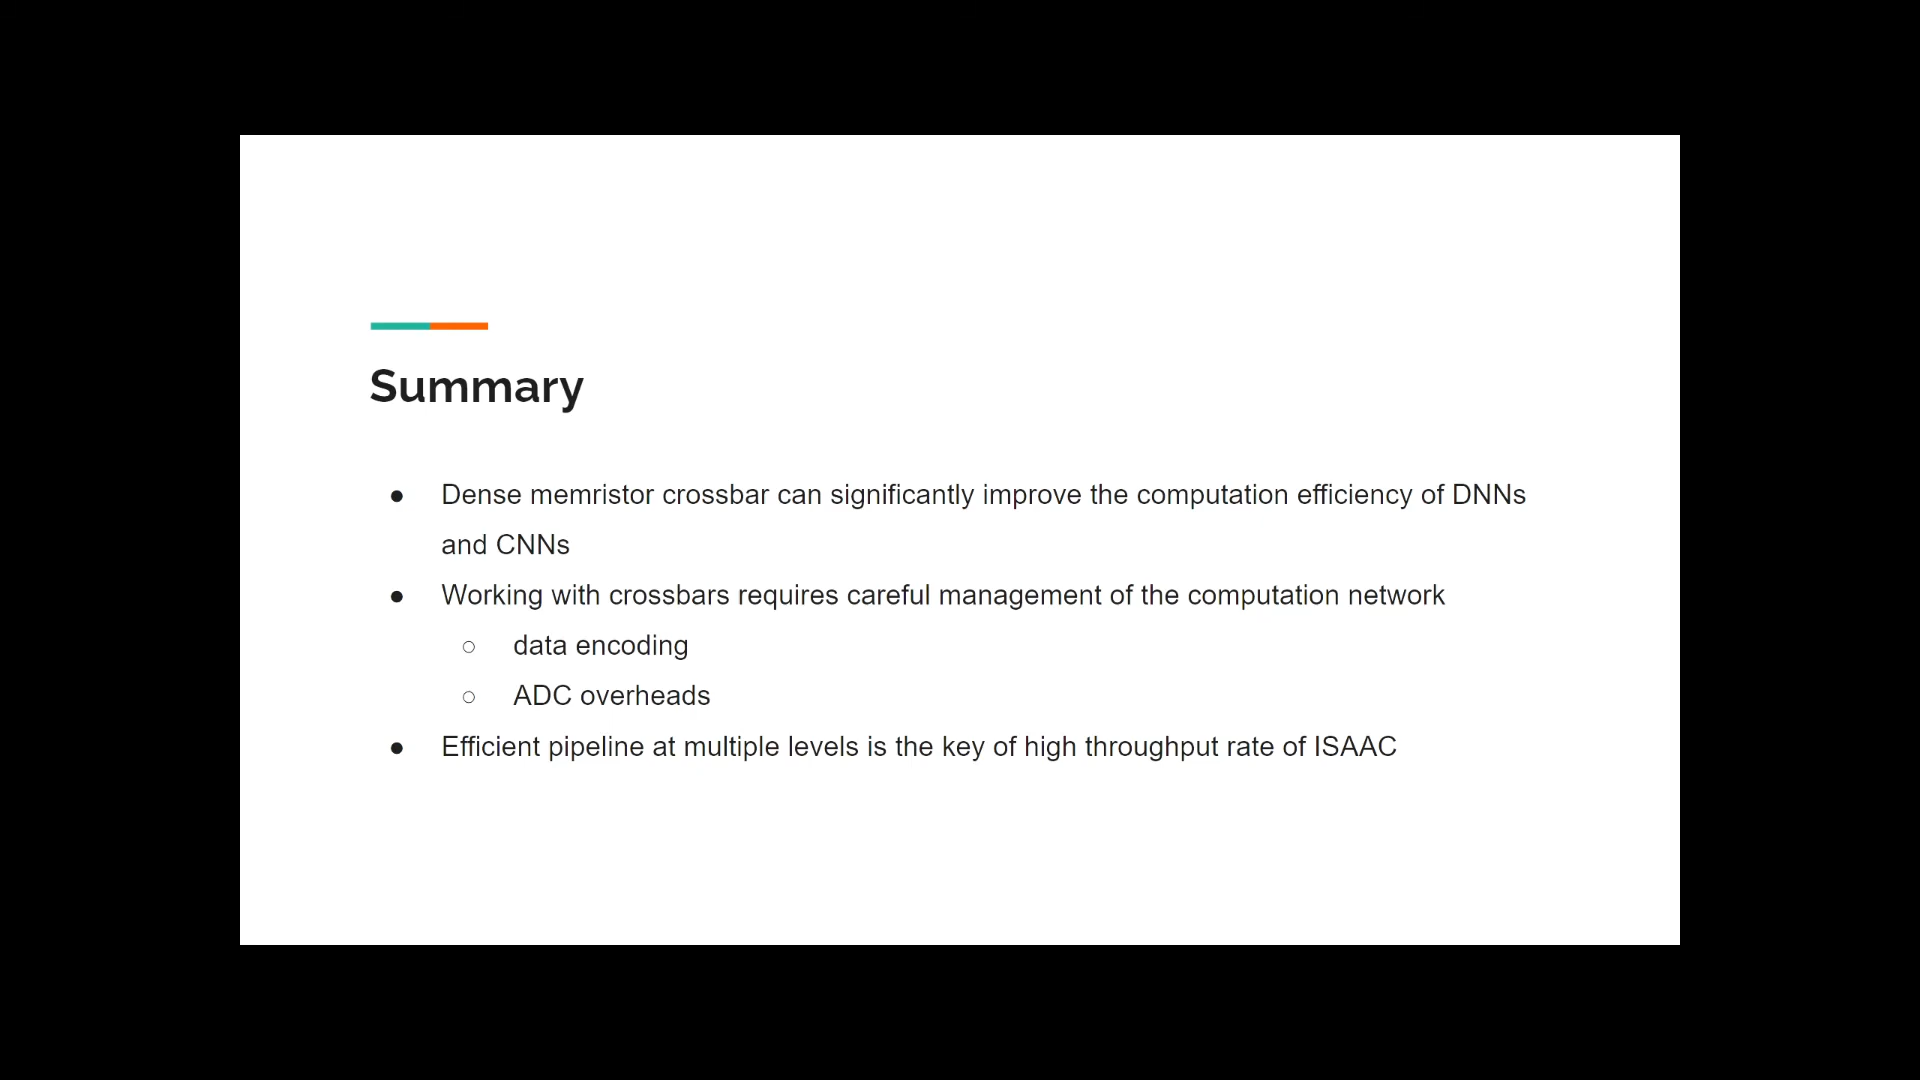 Summary
● Dense memristor crossbar can significantly improve the computation efficiency of DNNs
and CNNs
● Working with crossbars requires careful management of the computation network
○ data encoding
○ ADC overheads
● Efficient pipeline at multiple levels is the key of high throughput rate of ISAAC